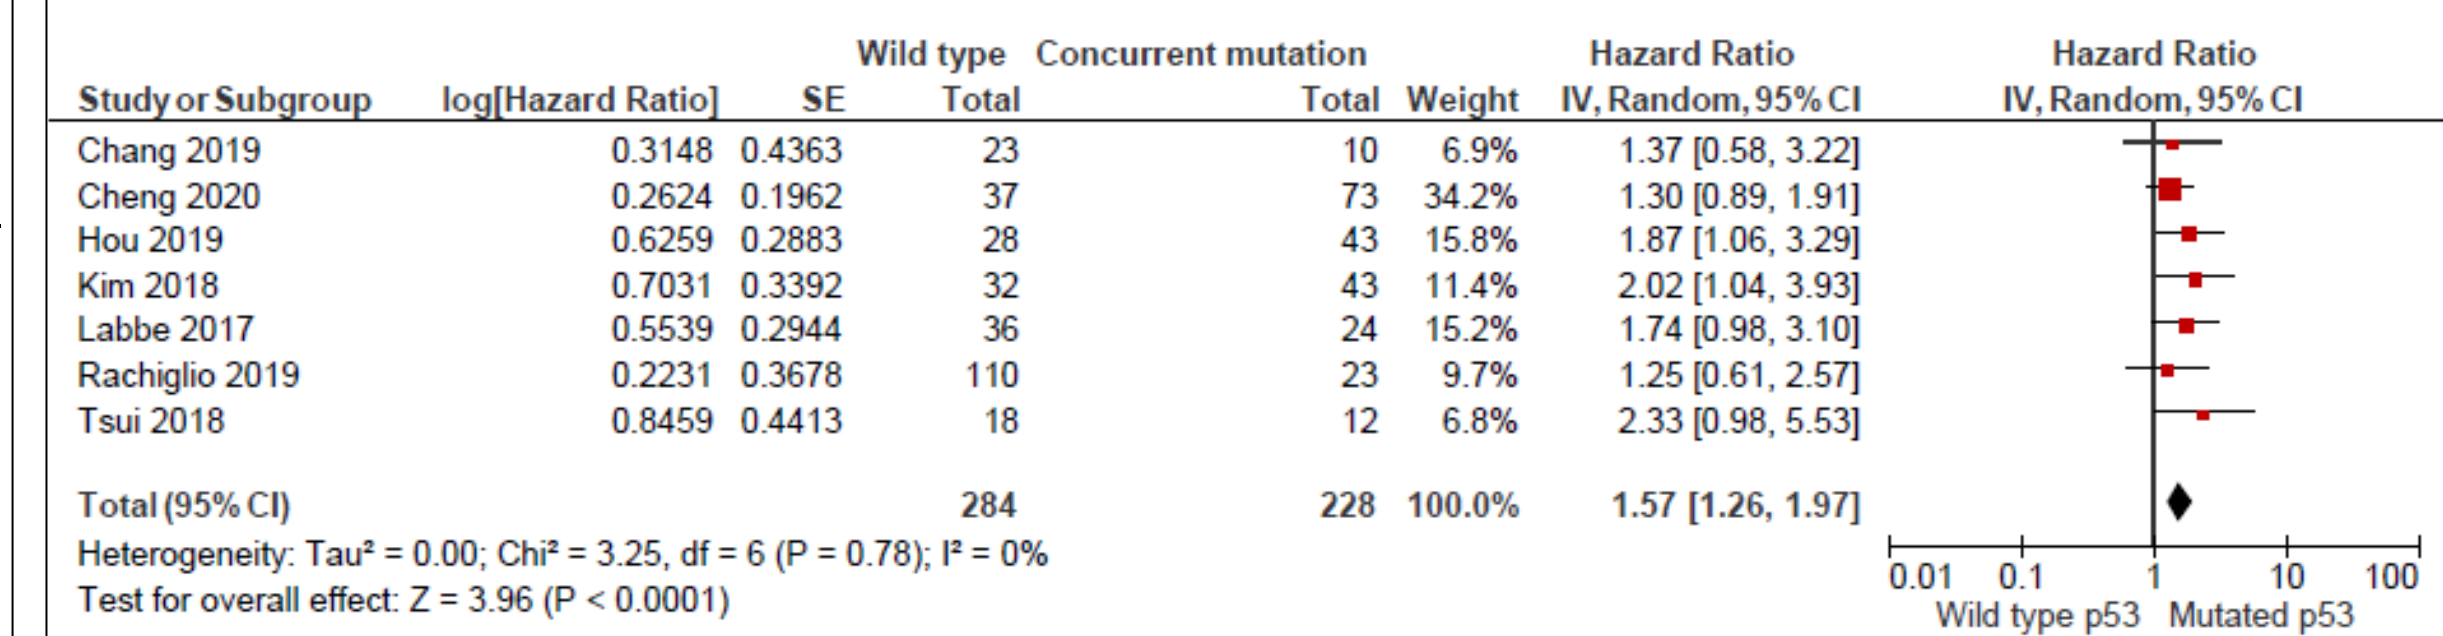 Wild type Concurrent mutation Hazard Ratio Hazard Ratio
Study or Subgroup log[Hazard Ratio] SE Total Total Weight IV, Random, 95% CI IV, Random, 95% CI
Chang 2019 0.3148 0.4363 23 10 6.9% 1.37 [0.58, 3.22]
Cheng 2020 0.2624 0.1962 37 73 34.2% 1.30 [0.89, 1.91]
Hou 2019 0.6259 0.2883 28 43 15.8% 1.87 [1.06, 3.29]
Kim 2018 0.7031 0.3392 32 43 11.4% 2.02 [1.04, 3.93]
Labbe 2017 0.5539 0.2944 36 24 15.2% 1.74 [0.98, 3.10]
Rachiglio 2019 0.2231 0.3678 110 23 9.7% 1.25 [0.61, 2.57]
Tsui 2018 0.8459 0.4413 18 12 6.8% 2.33 [0.98, 5.53]
Total (95% CI) 284 228 100.0% 1.57 [1.26, 1.97]
Heterogeneity: Tau² = 0.00; Chi² = 3.25, df = 6 (P = 0.78); I² = 0%
Test for overall effect: Z = 3.96 (P < 0.0001)
0.01 0.1 1 10 100
Wild type p53 Mutated p53